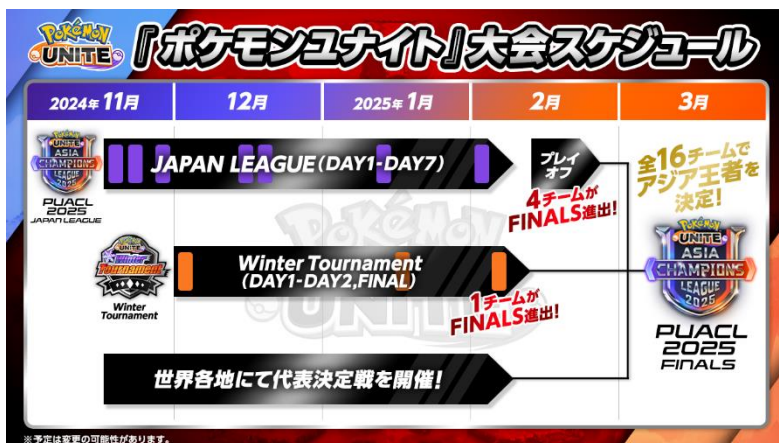 Pokémon
UNITE
『ポケモンユナイト』大会スケジュール
2024年11月
12月
2025年1月
2月
3月
Pokémon
UNITE
ASIA
CHAMPIONS
LEAGUE
2025
PUACL
2025
JAPAN LEAGUE
JAPAN LEAGUE(DAY1-DAY7)
プレイ
オフ
4チームが
FINALS進出!
全16チームで
アジア王者を
決定!
Pokémon
UNITE
Winter
Tournament
Winter
Tournament
Winter Tournament
(DAY1-DAY2,FINAL)
1チームが
FINALS進出!
Pokémon
UNITE
ASIA
CHAMPIONS
LEAGUE
2025
PUACL
2025
FINALS
Pokémon
UNITE
世界各地にて代表決定戦を開催!
※予定は変更の可能性があります。